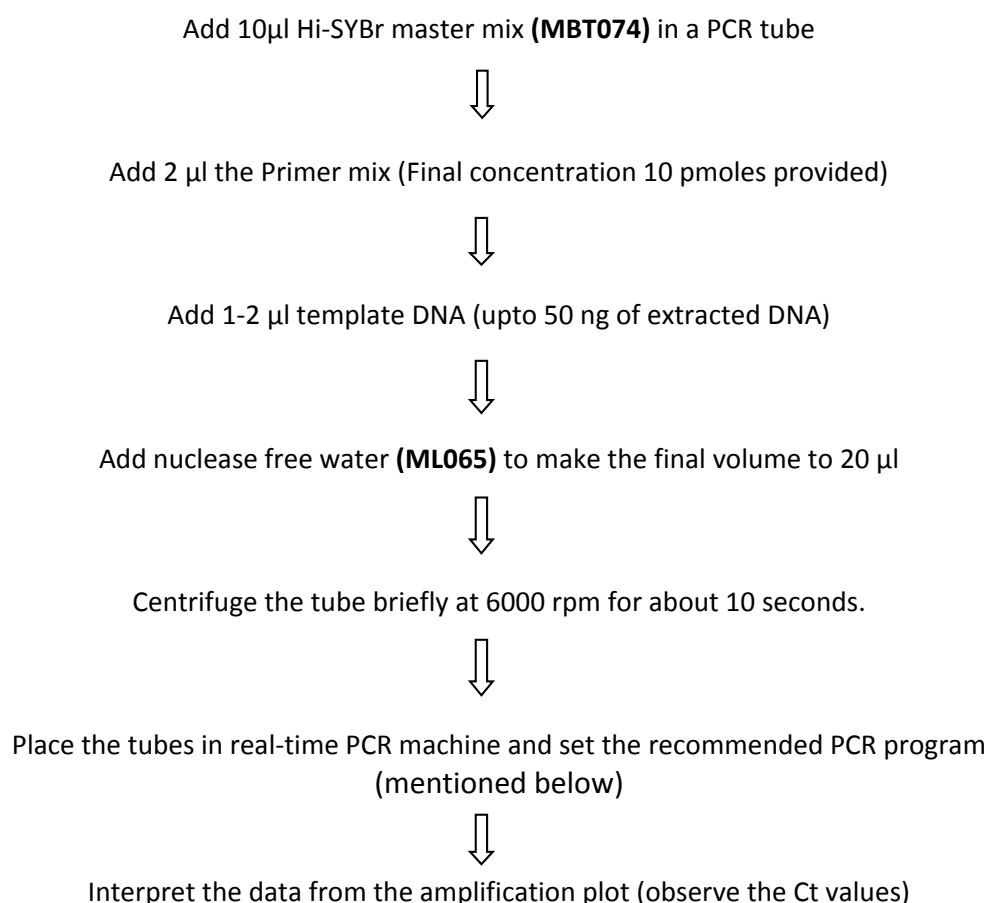 Add 10µl Hi-SYBr master mix (MBT074) in a PCR tube
Add 2 µl the Primer mix (Final concentration 10 pmoles provided)
Add 1-2 µl template DNA (upto 50 ng of extracted DNA)
Add nuclease free water (ML065) to make the final volume to 20 µl
Centrifuge the tube briefly at 6000 rpm for about 10 seconds.
Place the tubes in real-time PCR machine and set the recommended PCR program
(mentioned below)
Interpret the data from the amplification plot (observe the Ct values)